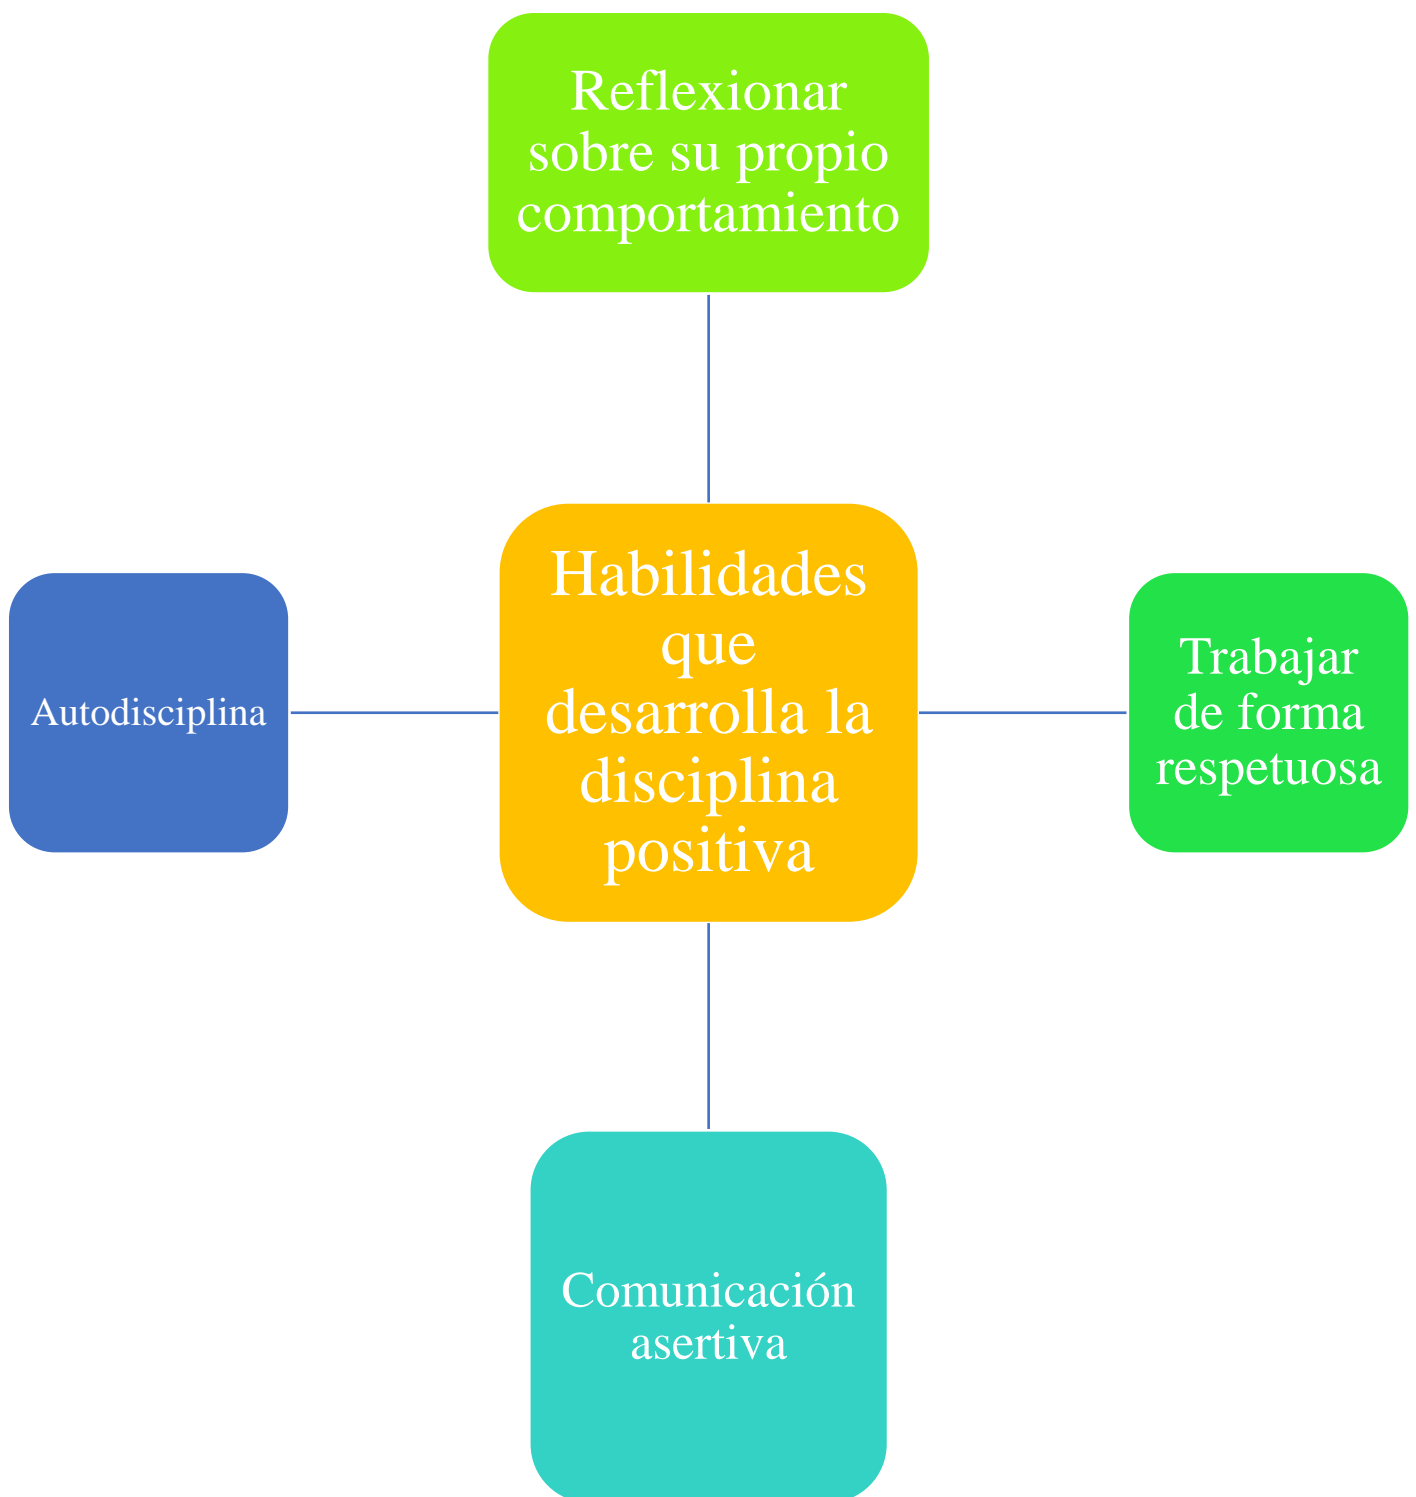 Reflexionar
sobre su propio
comportamiento
Autodisciplina
Habilidades
que
desarrolla la
disciplina
positiva
Trabajar
de forma
respetuosa
Comunicación
asertiva